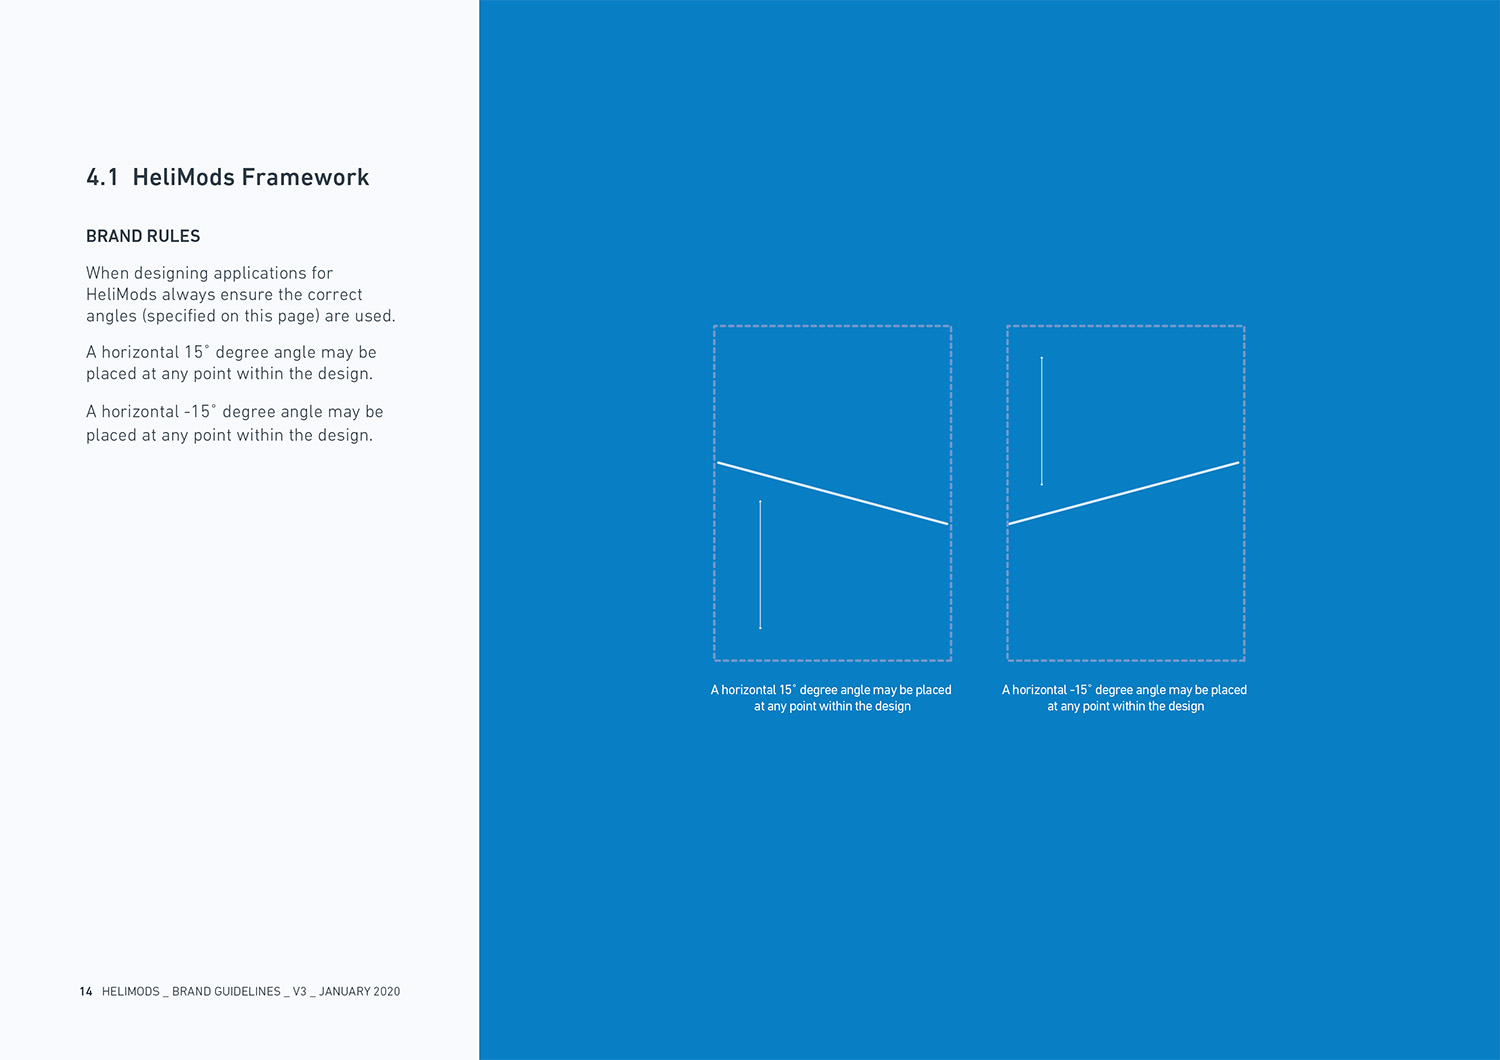 4.1 HeliMods Framework
BRAND RULES
When designing applications for
HeliMods always ensure the correct
angles (specified on this page) are used.
A horizontal 15˚ degree angle may be
placed at any point within the design.
A horizontal -15˚ degree angle may be
placed at any point within the design.
A horizontal 15˚ degree angle may be placed
at any point within the design
A horizontal -15˚ degree angle may be placed
at any point within the design
14 HELIMODS _ BRAND GUIDELINES _ V3 _ JANUARY 2020